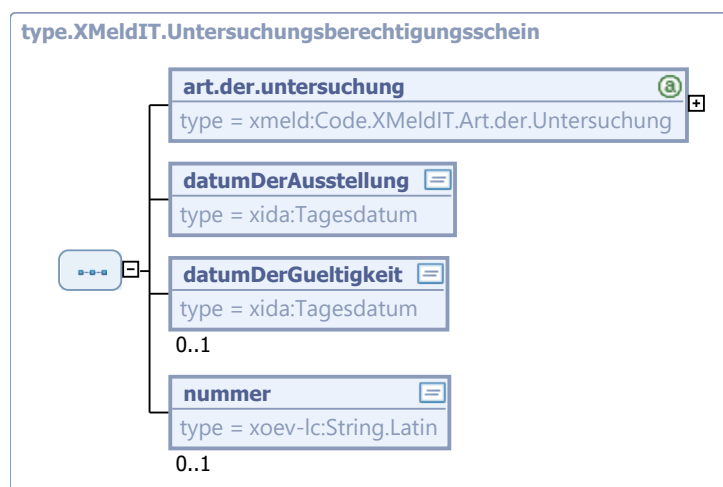 type.XMeldIT.Untersuchungsberechtigungsschein
art.der.untersuchung
type = xmeld:Code.XMeldIT.Art.der.Untersuchung
datumDerAusstellung
type = xida:Tagesdatum
datumDerGueltigkeit
type = xida:Tagesdatum
0..1
nummer
type = xoev-lc:String.Latin
0..1